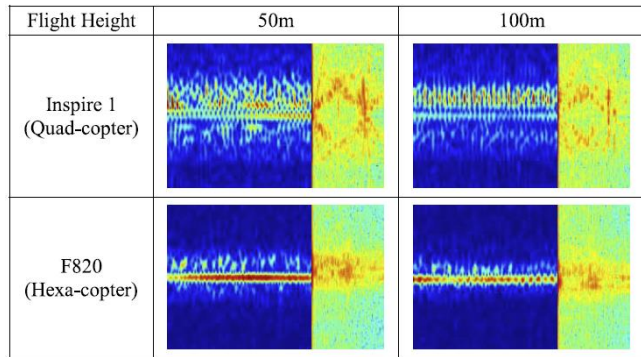 Flight Height
50m
100m
Inspire 1
(Quad-copter)
F820
(Hexa-copter)